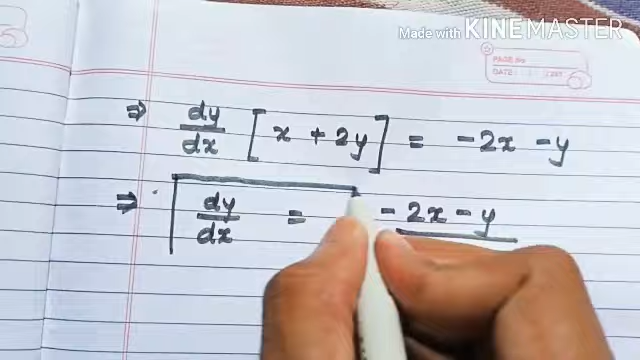 Made with KINEMASTER
PAGE No
DATE
⇒ dy/dx [x + 2y] = -2x - y
⇒ dy/dx = -2x - y